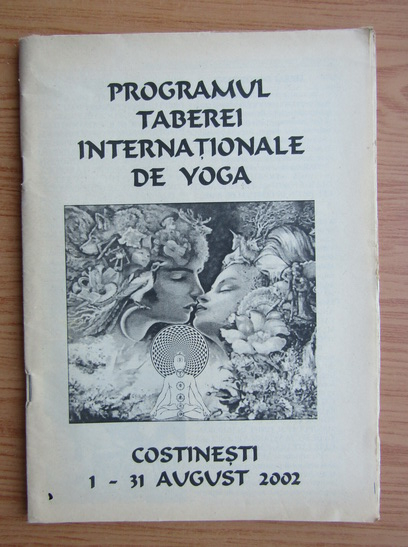 PROGRAMUL
TABEREI
INTERNAȚIONALE
DE YOGA
COSTINEȘTI
1 - 31 AUGUST 2002